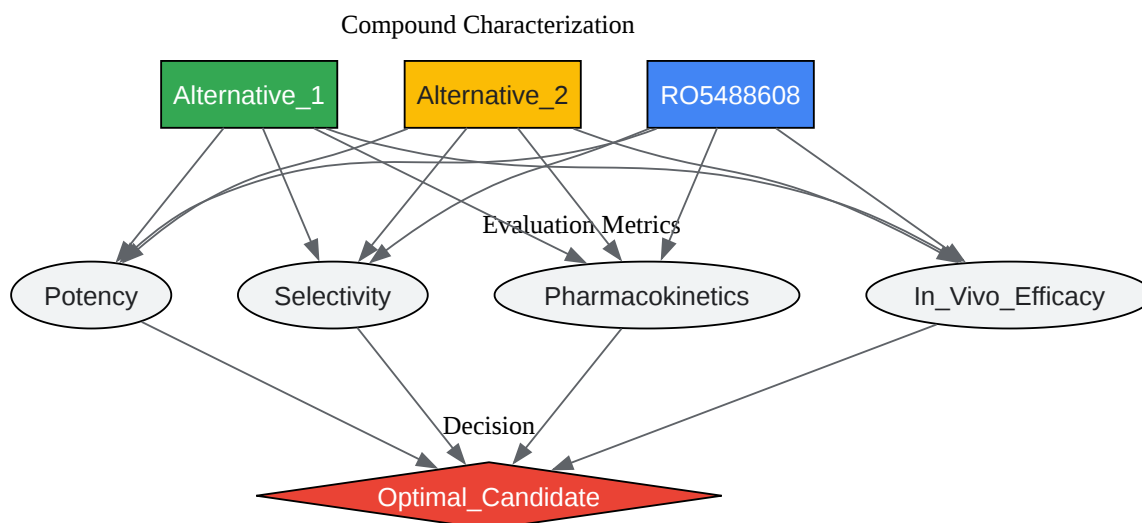 Compound Characterization
Alternative_1
Alternative_2
RO5488608
Evaluation Metrics
Potency
Selectivity
Pharmacokinetics
In_Vivo_Efficacy
Decision
Optimal_Candidate